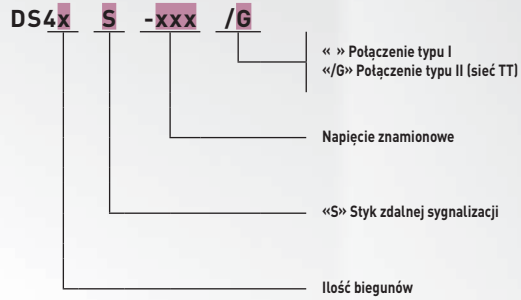 DS4x S -xxx /G
« » Połączenie typu I
«/G» Połączenie typu II (sieć TT)
Napięcie znamionowe
«S» Styk zdalnej sygnalizacji
Ilość biegunów